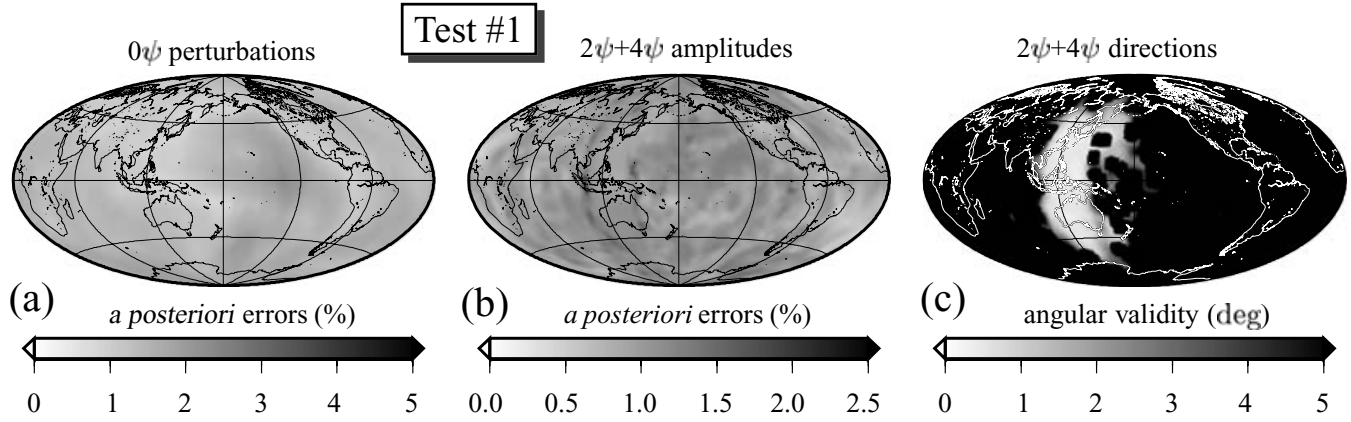 Test #1
0ψ perturbations
2ψ+4ψ amplitudes
2ψ+4ψ directions
(a)
a posteriori errors (%)
0 1 2 3 4 5
(b)
a posteriori errors (%)
0.0 0.5 1.0 1.5 2.0 2.5
(c)
angular validity (deg)
0 1 2 3 4 5